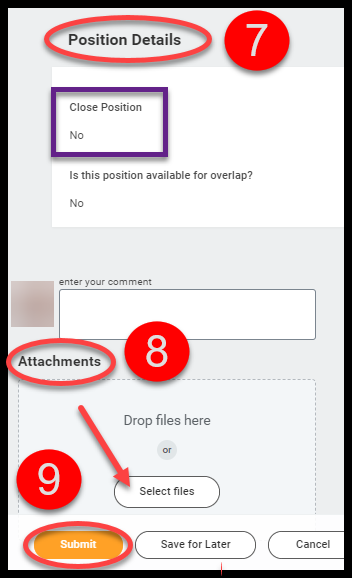 Position Details
7
Close Position
No
Is this position available for overlap?
No
enter your comment
8
Attachments
Drop files here
or
9
Select files
Submit
Save for Later
Cancel